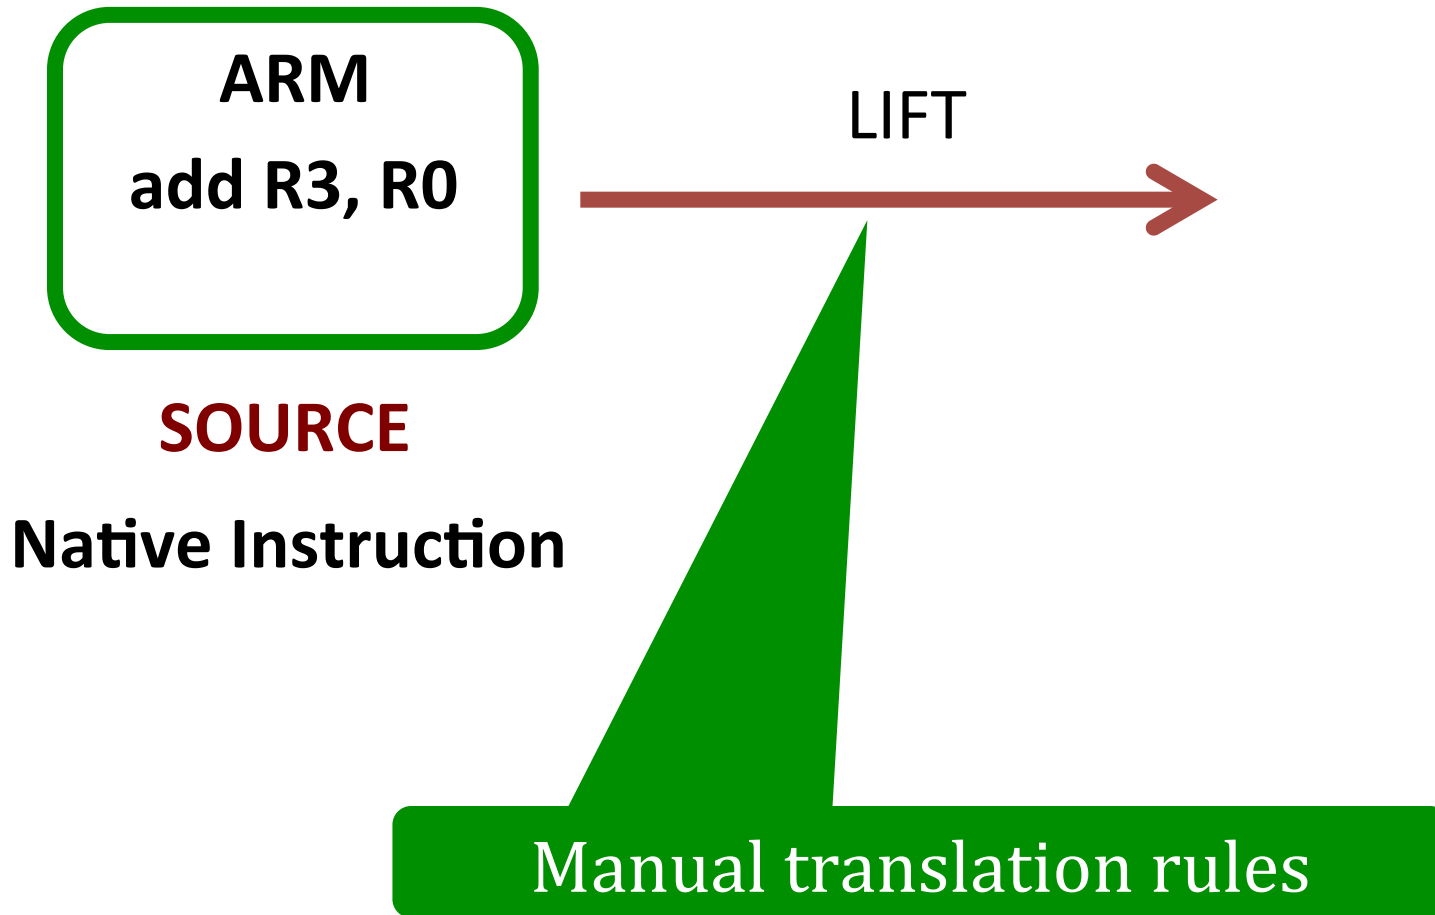 ARM
add R3, R0
LIFT
SOURCE
Native Instruction
Manual translation rules